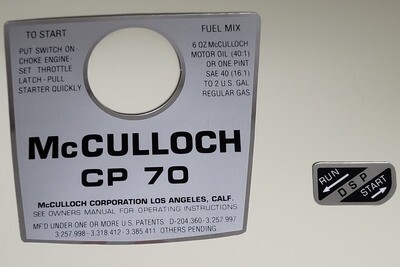 TO START
PUT SWITCH ON-
CHOKE ENGINE-
SET THROTTLE
LATCH - PULL
STARTER QUICKLY
FUEL MIX
6 OZ McCULLOCH
MOTOR OIL (40:1)
OR ONE PINT
SAE 40 (16:1)
TO 2 U.S. GAL
REGULAR GAS
McCULLOCH
CP 70
McCULLOCH CORPORATION LOS ANGELES, CALF.
SEE OWNERS MANUAL FOR OPERATING INSTRUCTIONS.
MF'D UNDER ONE OR MORE U.S. PATENTS: D-204.360-3.257.997
3.257.998-3.318.412-3.385.411 OTHERS PENDING.
RUN
DSP
START